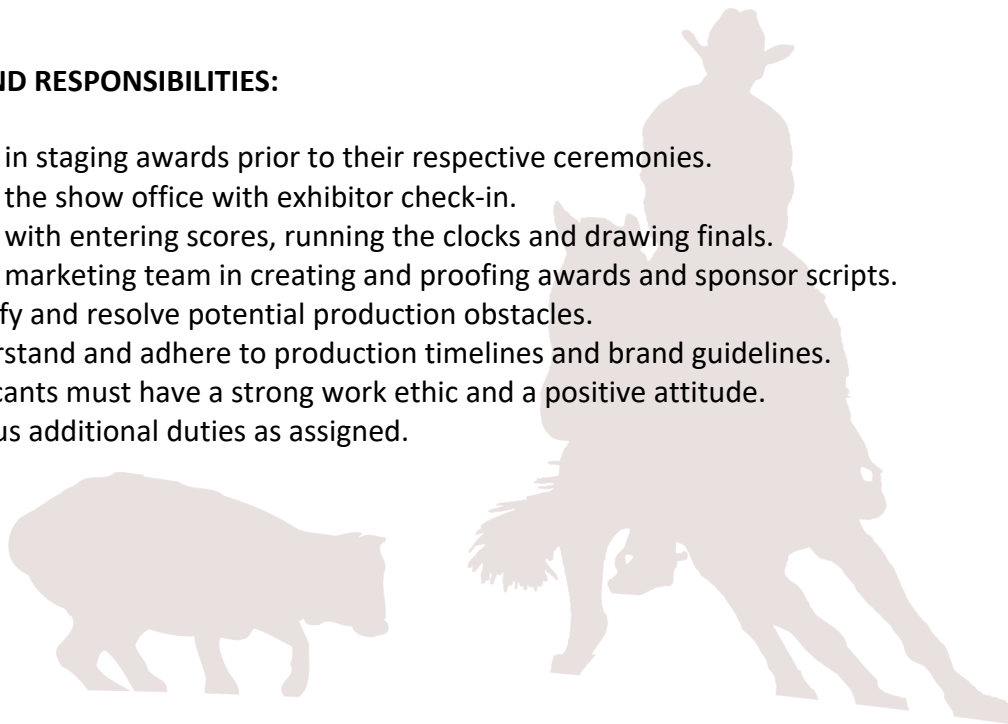 ND RESPONSIBILITIES:
in staging awards prior to their respective ceremonies.
the show office with exhibitor check-in.
with entering scores, running the clocks and drawing finals.
marketing team in creating and proofing awards and sponsor scripts.
fy and resolve potential production obstacles.
rstand and adhere to production timelines and brand guidelines.
cants must have a strong work ethic and a positive attitude.
us additional duties as assigned.